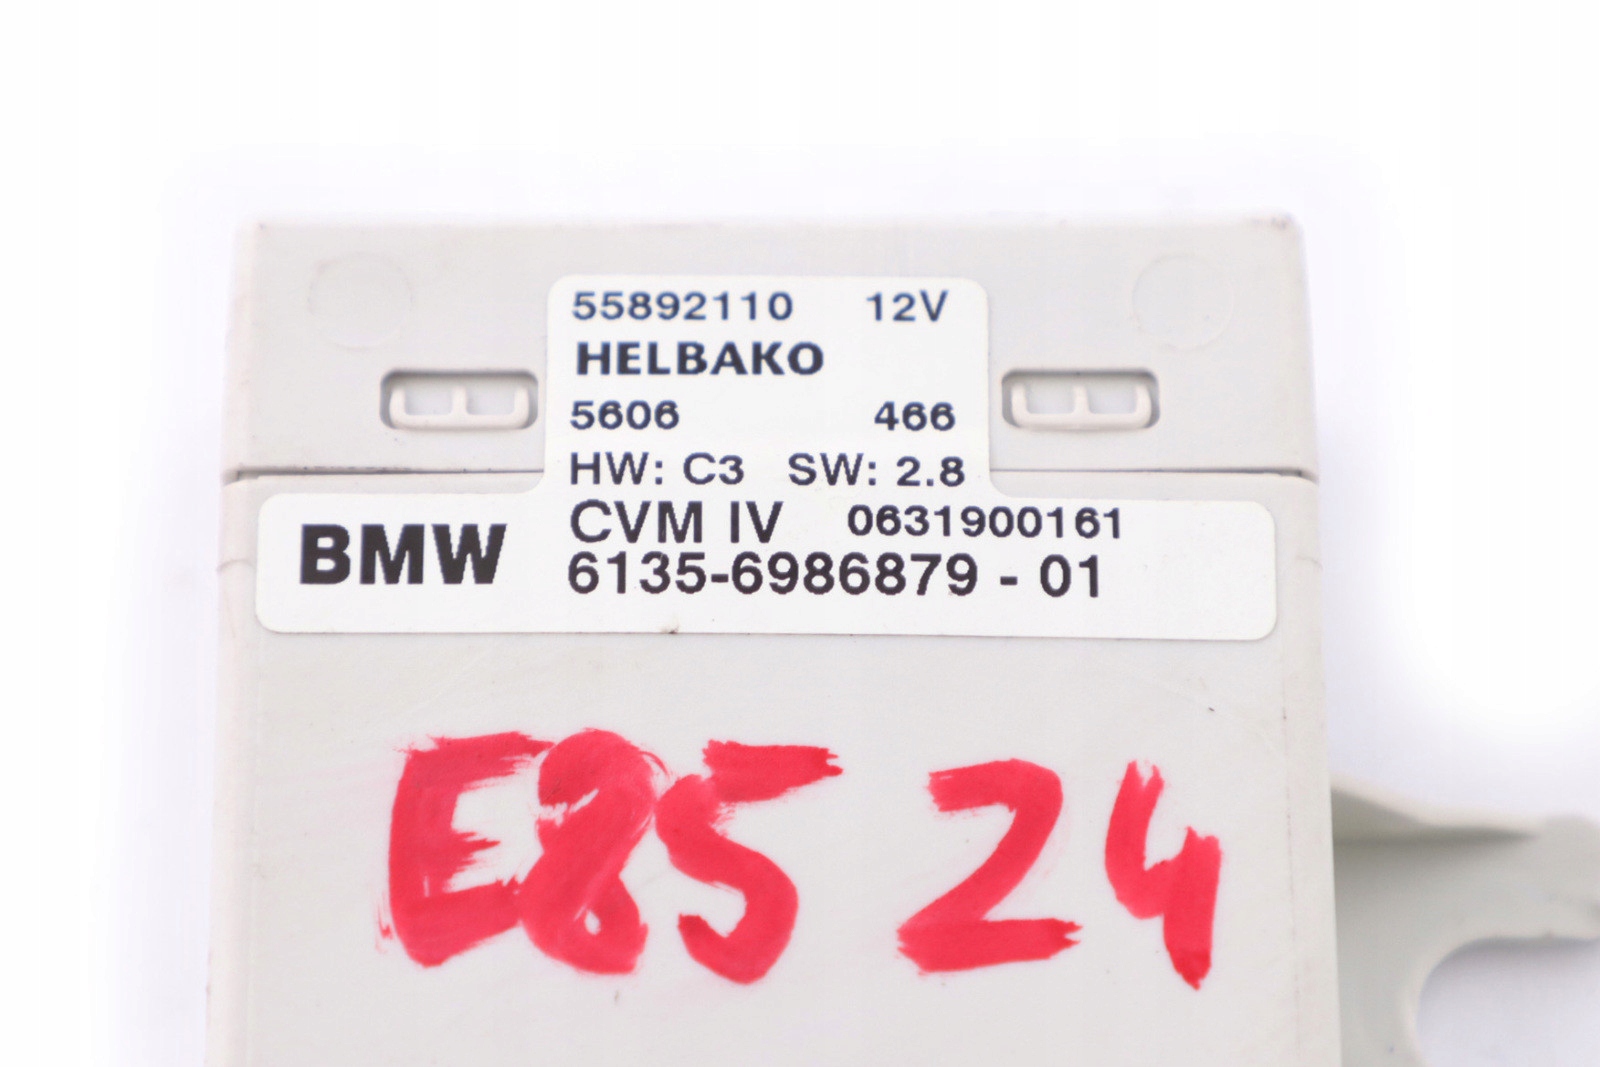 55892110 12V
HELBAKO
5606 466
HW: C3 SW: 2.8
BMW CVM IV 0631900161
6135-6986879 - 01
E85 24